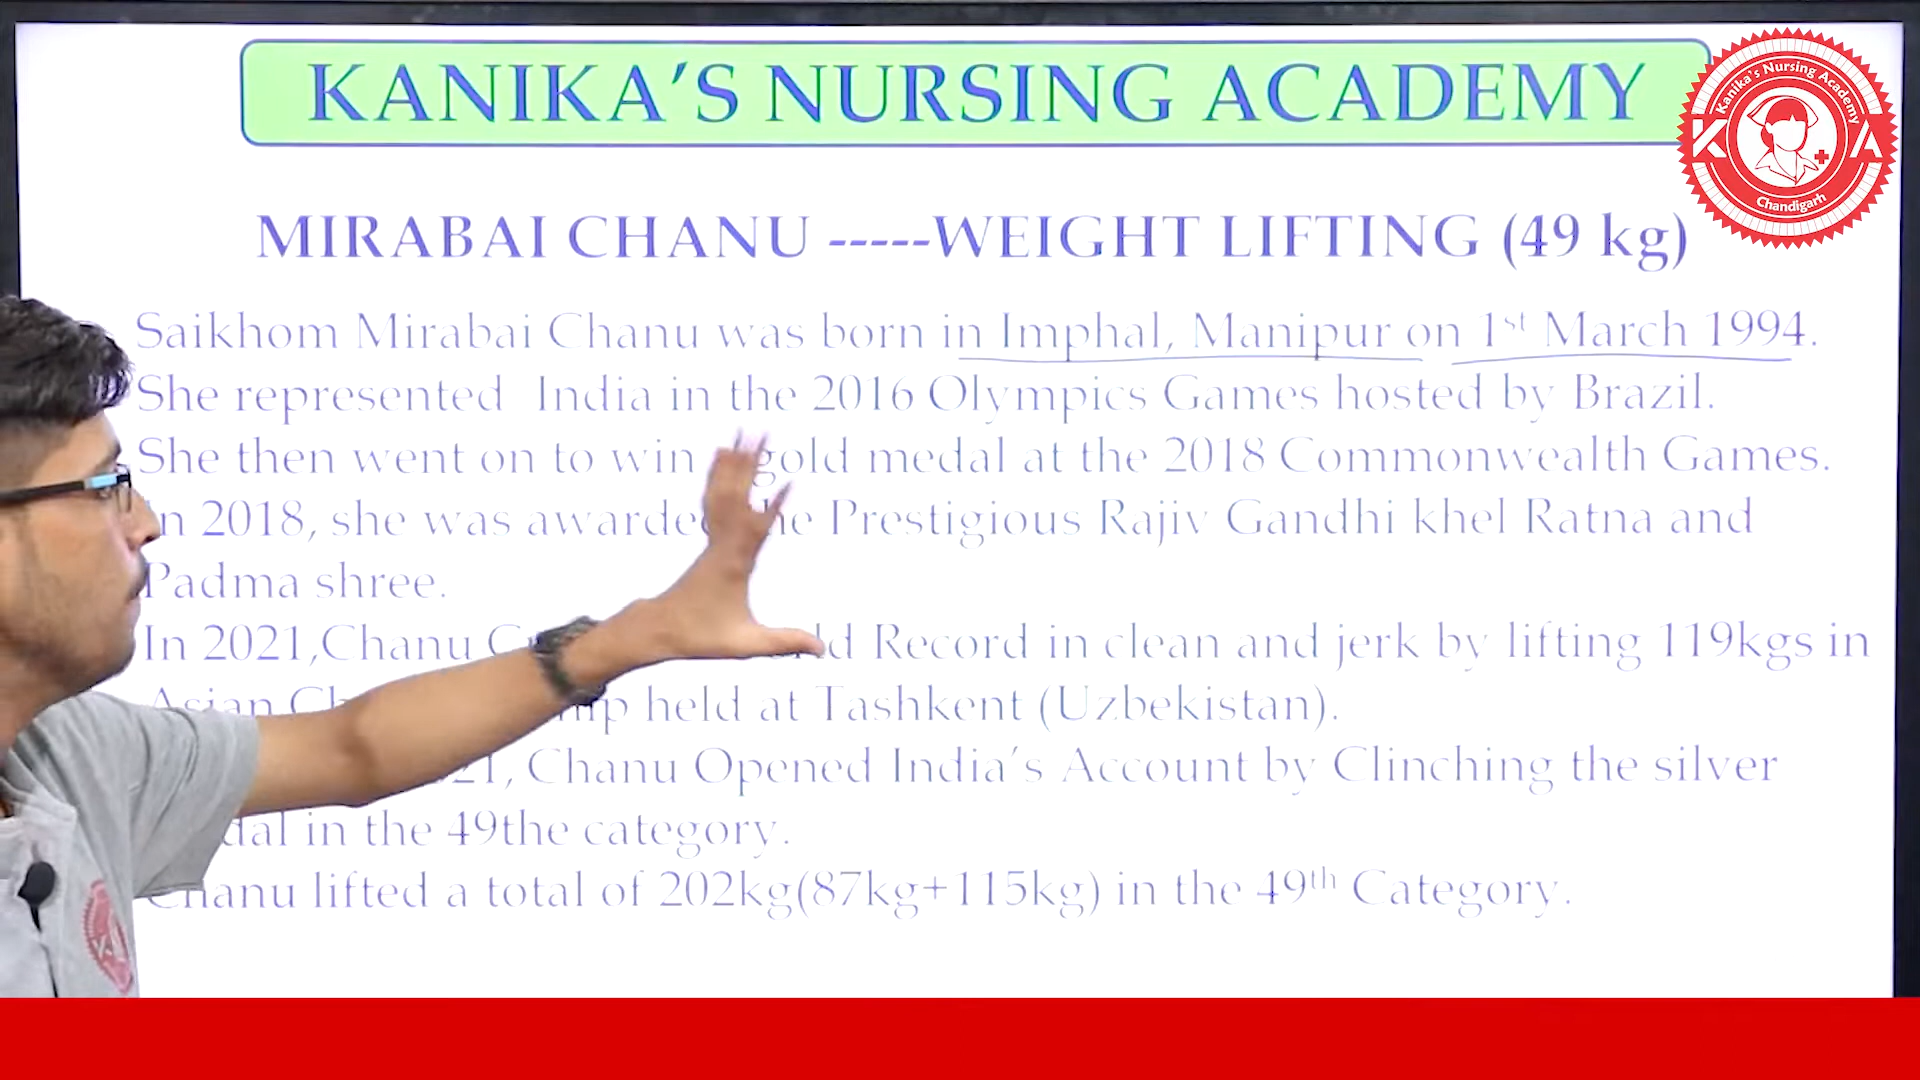 KANIKA'S NURSING ACADEMY
Kanika's Nursing Academy
K A
Chandigarh
MIRABAI CHANU -----WEIGHT LIFTING (49 kg)
Saikhom Mirabai Chanu was born in Imphal, Manipur on 1st March 1994.
She represented India in the 2016 Olympics Games hosted by Brazil.
She then went on to win gold medal at the 2018 Commonwealth Games.
In 2018, she was awarded the Prestigious Rajiv Gandhi khel Ratna and
Padma shree.
In 2021,Chanu Record in clean and jerk by lifting 119kgs in
Asian held at Tashkent (Uzbekistan).
Chanu Opened India's Account by Clinching the silver
in the 49the category.
Chanu lifted a total of 202kg(87kg+115kg) in the 49th Category.